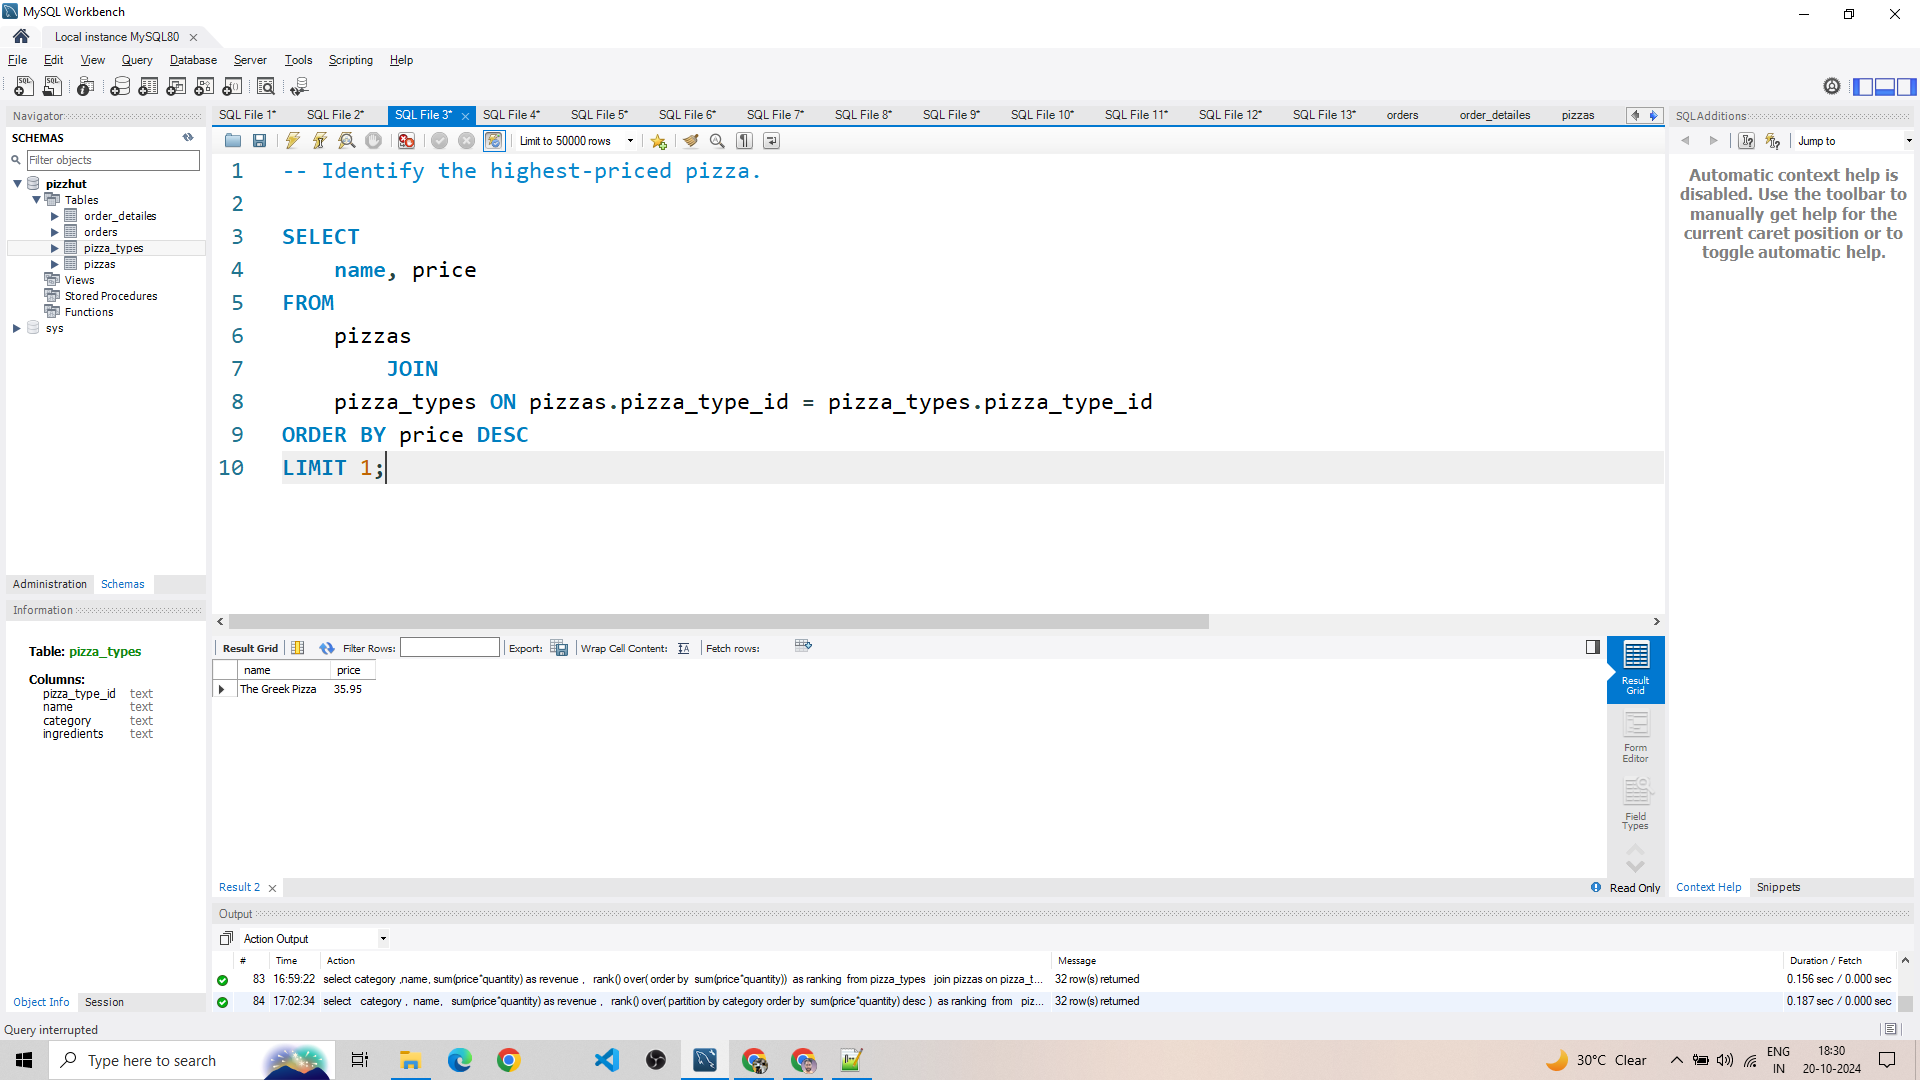 MySQL Workbench
Local instance MySQL80
File Edit View Query Database Server Tools Scripting Help
Navigator
SCHEMAS
Filter objects
pizzhut
Tables
order_detailes
orders
pizza_types
pizzas
Views
Stored Procedures
Functions
sys
Administration Schemas
Information
Table: pizza_types
Columns:
pizza_type_id text
name text
category text
ingredients text
Object Info Session
Query interrupted
SQL File 1* SQL File 2* SQL File 3* SQL File 4* SQL File 5* SQL File 6* SQL File 7* SQL File 8* SQL File 9* SQL File 10* SQL File 11* SQL File 12* SQL File 13* orders order_detailes pizzas
Limit to 50000 rows
1 -- Identify the highest-priced pizza.
2
3 SELECT
4 name, price
5 FROM
6 pizzas
7 JOIN
8 pizza_types ON pizzas.pizza_type_id = pizza_types.pizza_type_id
9 ORDER BY price DESC
10 LIMIT 1;
Result Grid Filter Rows: Export: Wrap Cell Content: Fetch rows:
name price
The Greek Pizza 35.95
Result Grid
Form Editor
Field Types
Result 2
Read Only
SQLAdditions
Jump to
Automatic context help is
disabled. Use the toolbar to
manually get help for the
current caret position or to
toggle automatic help.
Context Help Snippets
Output
Action Output
# Time Action Message Duration / Fetch
83 16:59:22 select category ,name, sum(price*quantity) as revenue , rank() over( order by sum(price*quantity)) as ranking from pizza_types join pizzas on pizza_t... 32 row(s) returned 0.156 sec / 0.000 sec
84 17:02:34 select category , name, sum(price*quantity) as revenue , rank() over( partition by category order by sum(price*quantity) desc ) as ranking from piz... 32 row(s) returned 0.187 sec / 0.000 sec
Type here to search
30°C Clear
ENG
IN
18:30
20-10-2024